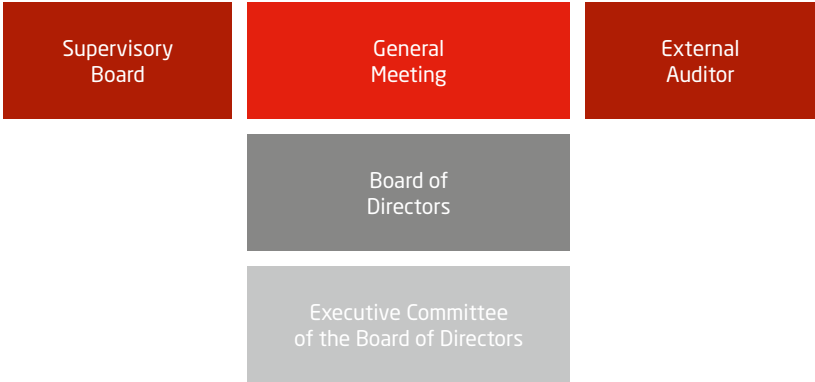 Supervisory
Board
General
Meeting
External
Auditor
Board of
Directors
Executive Committee
of the Board of Directors